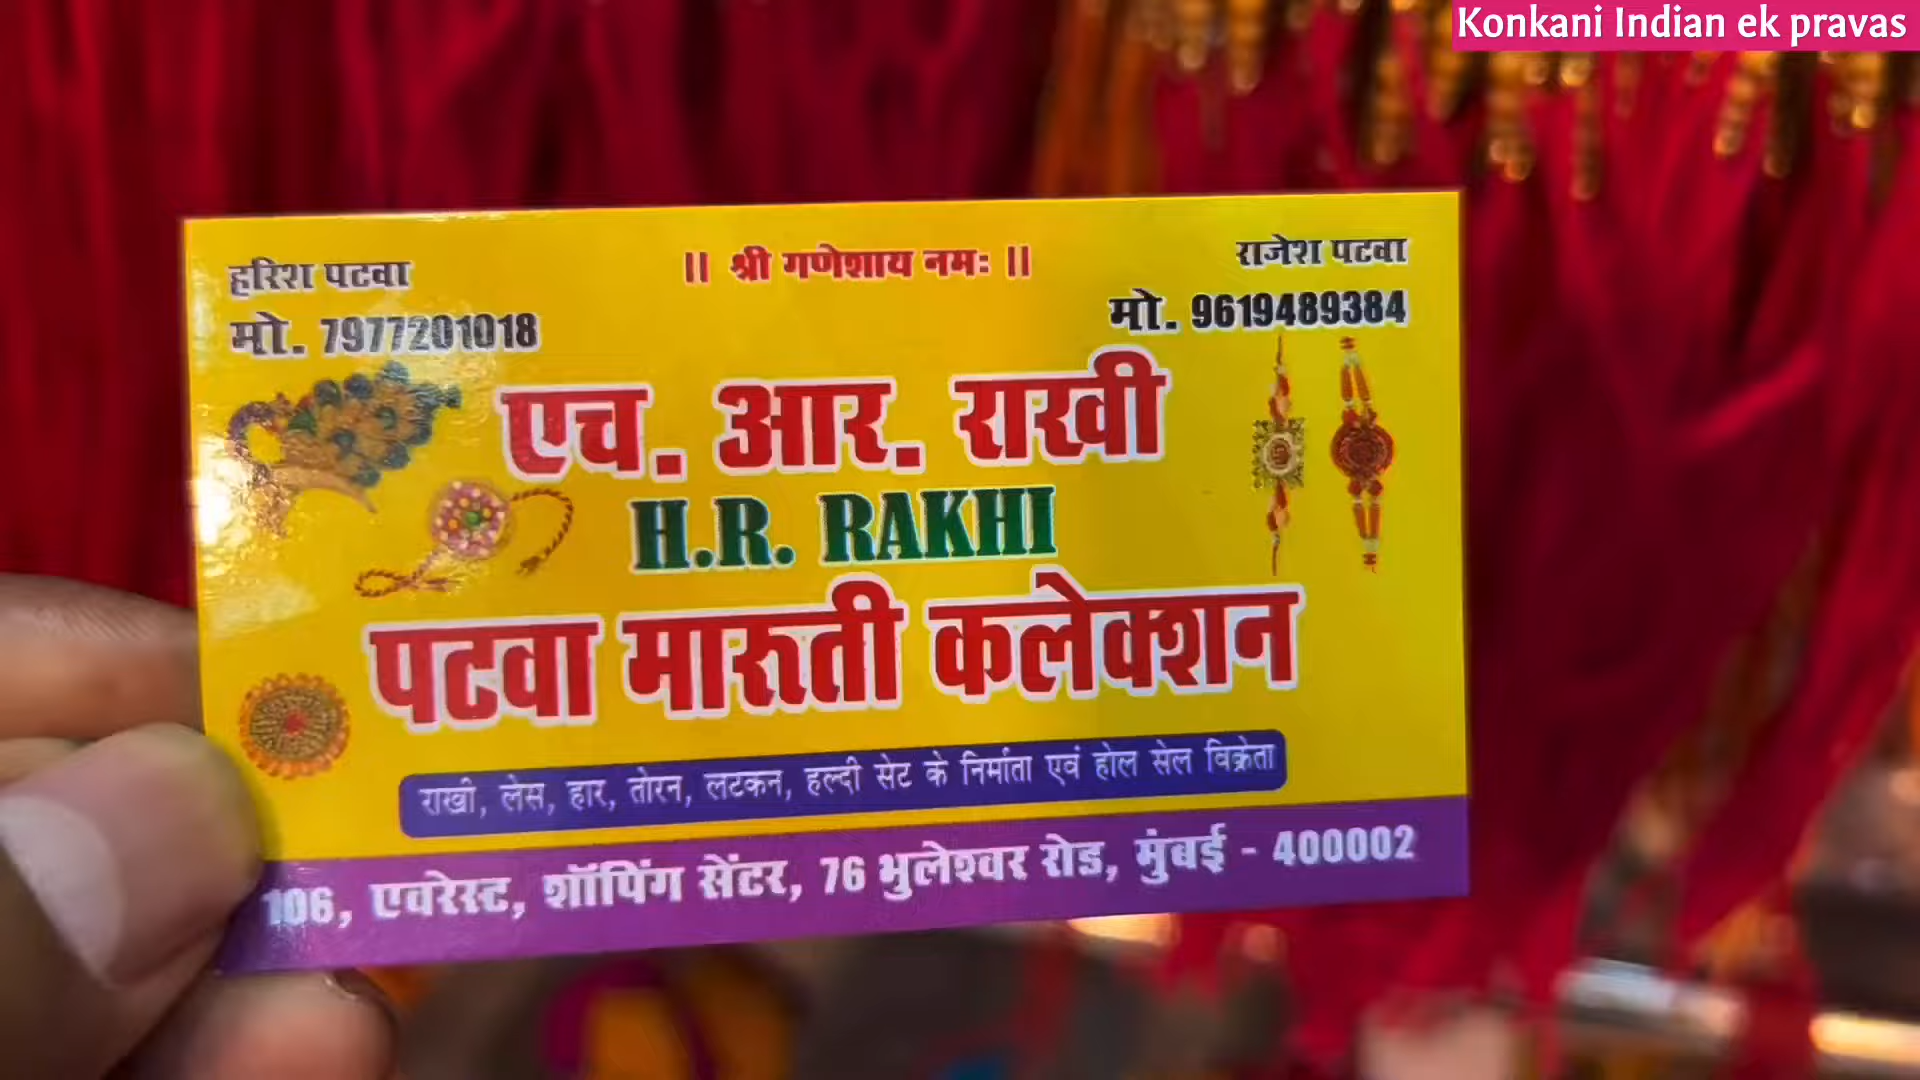 Konkani Indian ek pravas
|| श्री गणेशाय नमः ||
हरिश पटवा
मो. 7977201018
राजेश पटवा
मो. 9619489384
एच. आर. राखी
H.R. RAKHI
पटवा मारुती कलेक्शन
राखी, लेस, हार, तोरन, लटकन, हल्दी सेट के निर्माता एवं होल सेल विक्रेता
106, एवरेस्ट, शॉपिंग सेंटर, 76 भुलेश्वर रोड, मुंबई - 400002